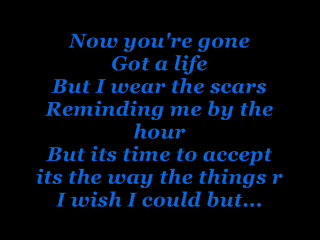 Now you're gone
Got a life
But I wear the scars
Reminding me by the
hour
But its time to accept
its the way the things r
I wish I could but...